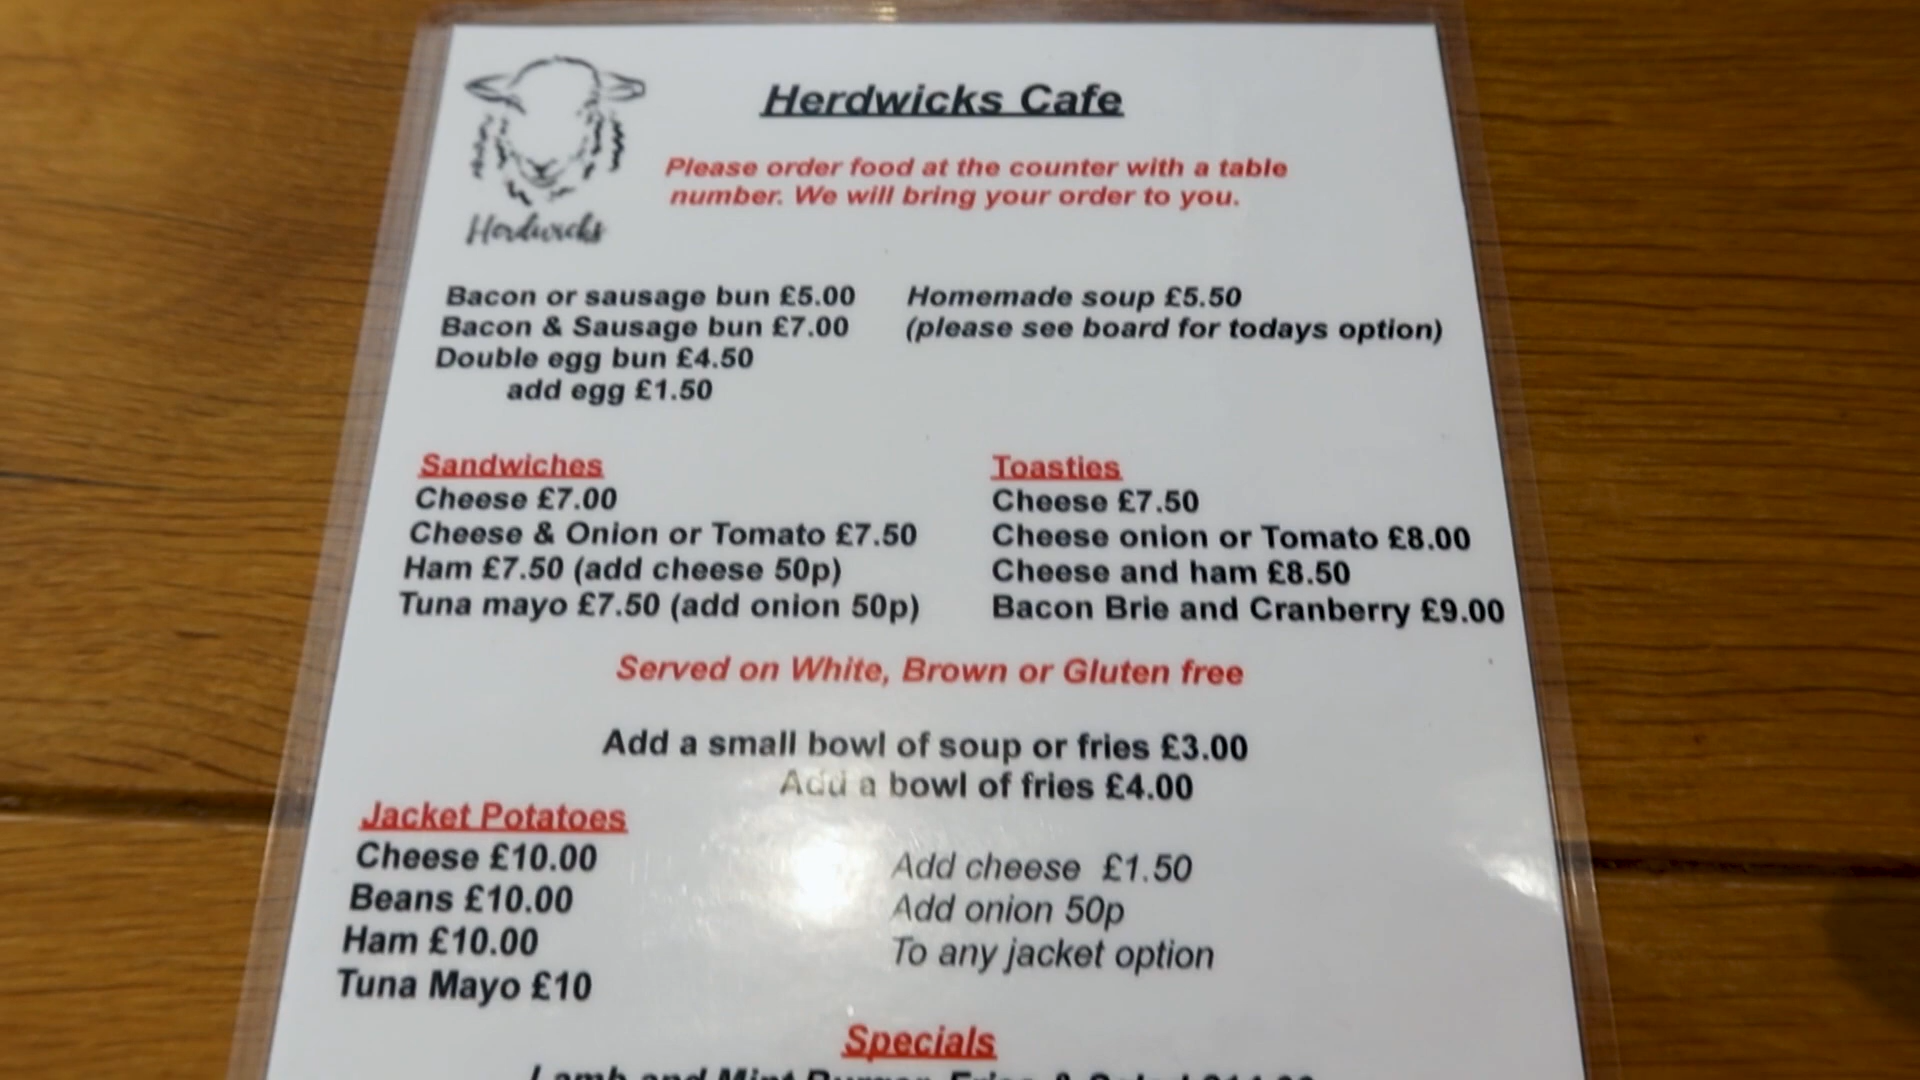 Herdwicks Cafe
Herdwicks
Please order food at the counter with a table
number. We will bring your order to you.
Bacon or sausage bun £5.00
Bacon & Sausage bun £7.00
Double egg bun £4.50
add egg £1.50
Homemade soup £5.50
(please see board for todays option)
Sandwiches
Cheese £7.00
Cheese & Onion or Tomato £7.50
Ham £7.50 (add cheese 50p)
Tuna mayo £7.50 (add onion 50p)
Toasties
Cheese £7.50
Cheese onion or Tomato £8.00
Cheese and ham £8.50
Bacon Brie and Cranberry £9.00
Served on White, Brown or Gluten free
Add a small bowl of soup or fries £3.00
Add a bowl of fries £4.00
Jacket Potatoes
Cheese £10.00
Beans £10.00
Ham £10.00
Tuna Mayo £10
Add cheese £1.50
Add onion 50p
To any jacket option
Specials
Lamb and Mint Burger, Fries & Salad